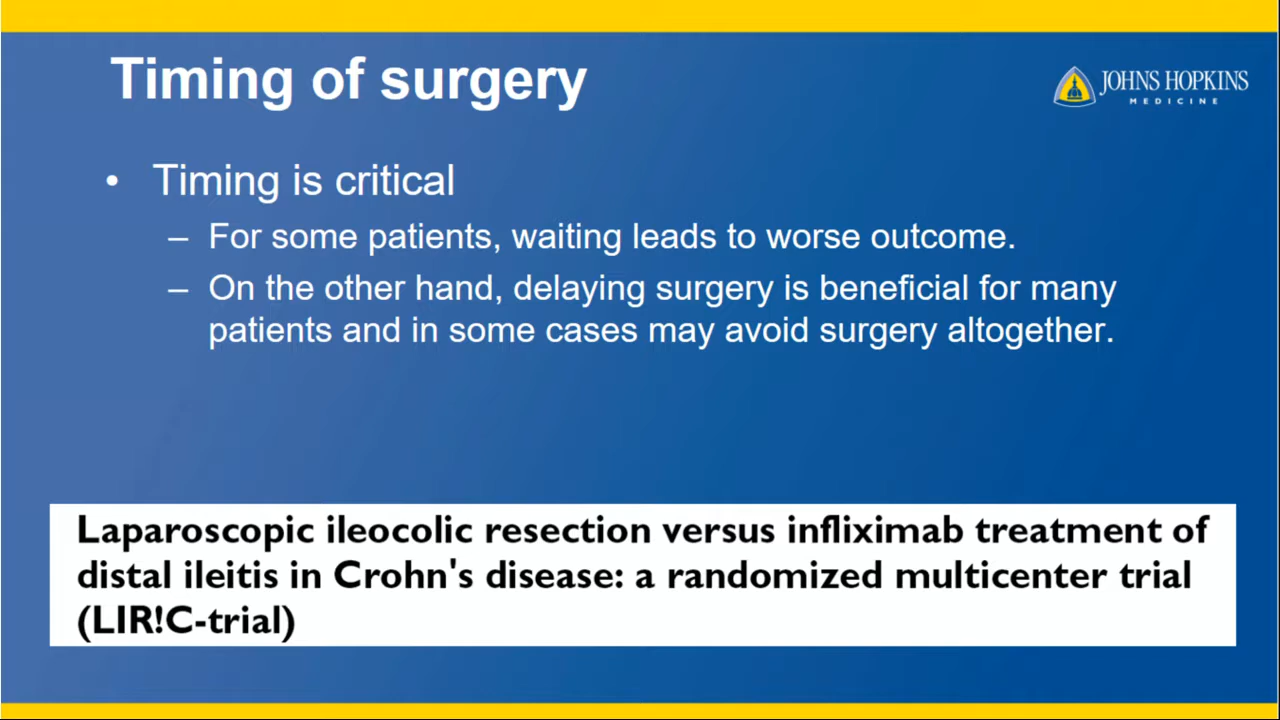 Timing of surgery
JOHNS HOPKINS
MEDICINE
• Timing is critical
– For some patients, waiting leads to worse outcome.
– On the other hand, delaying surgery is beneficial for many
patients and in some cases may avoid surgery altogether.
Laparoscopic ileocolic resection versus infliximab treatment of
distal ileitis in Crohn's disease: a randomized multicenter trial
(LIR!C-trial)